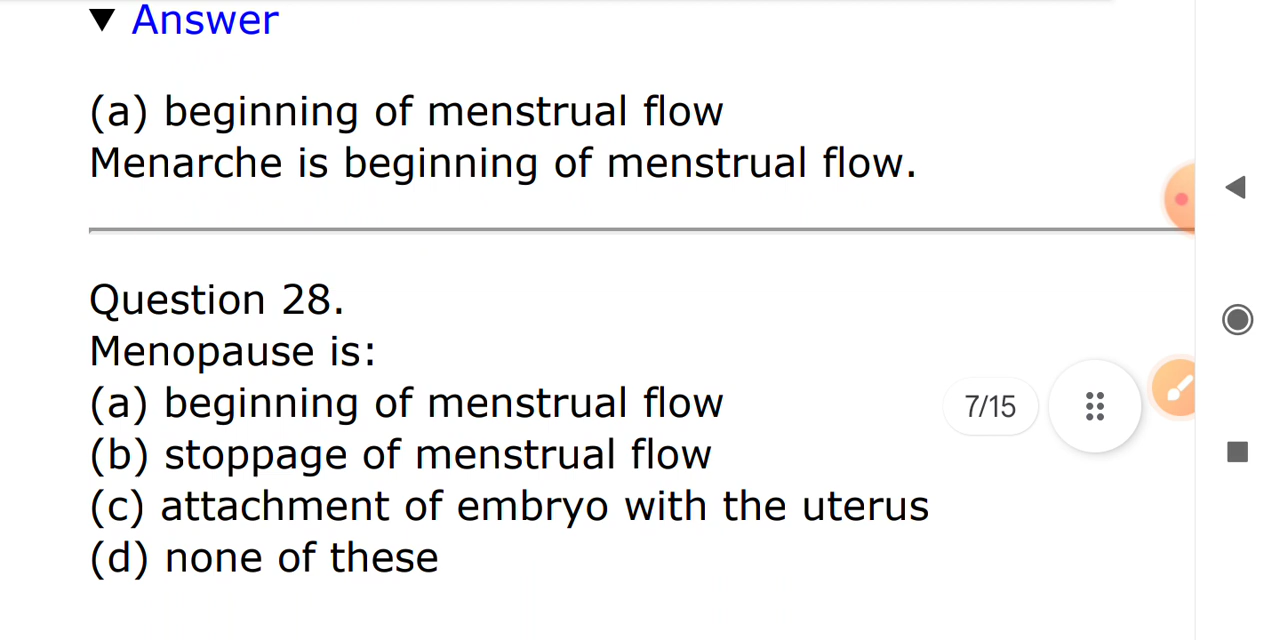 Answer
(a) beginning of menstrual flow
Menarche is beginning of menstrual flow.
Question 28.
Menopause is:
(a) beginning of menstrual flow
(b) stoppage of menstrual flow
(c) attachment of embryo with the uterus
(d) none of these
7/15